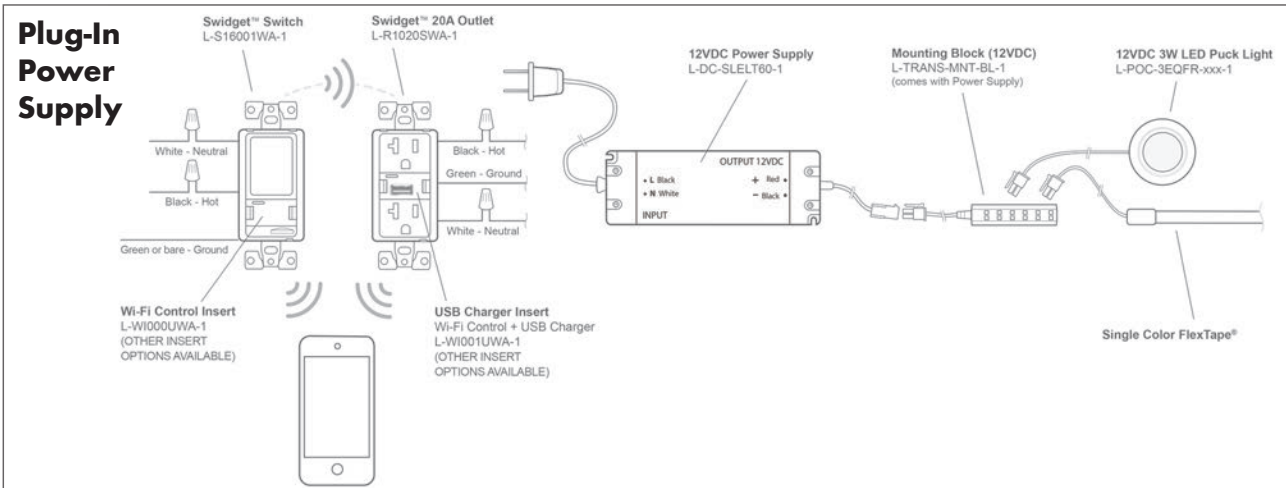 Plug-In
Power
Supply
Swidget™ Switch
L-S16001WA-1
Swidget™ 20A Outlet
L-R1020SWA-1
12VDC Power Supply
L-DC-SLELT60-1
Mounting Block (12VDC)
L-TRANS-MNT-BL-1
(comes with Power Supply)
12VDC 3W LED Puck Light
L-POC-3EQFR-xxx-1
White - Neutral
Black - Hot
Green or bare - Ground
Black - Hot
Green - Ground
White - Neutral
OUTPUT 12VDC
• L Black
• N White
+ Red •
− Black •
INPUT
Wi-Fi Control Insert
L-WI000UWA-1
(OTHER INSERT
OPTIONS AVAILABLE)
USB Charger Insert
Wi-Fi Control + USB Charger
L-WI001UWA-1
(OTHER INSERT
OPTIONS AVAILABLE)
Single Color FlexTape®